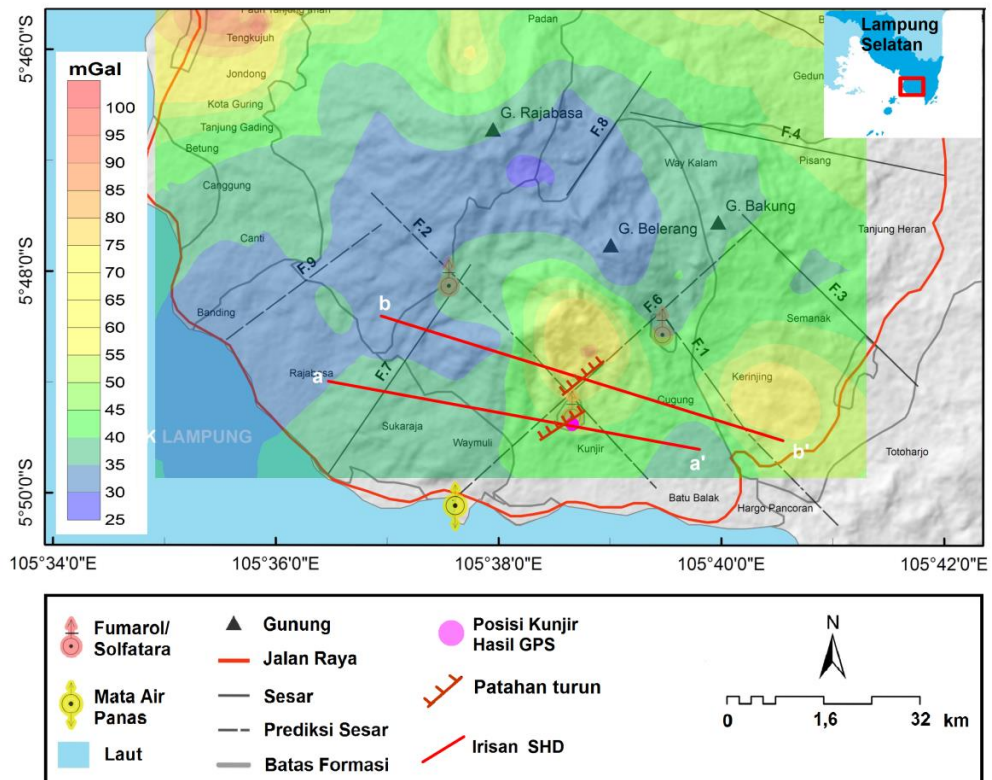 Pauh Tanjung Iman
Tengkujuh
Padan
Lampung
Selatan
5°46'0"S
mGal
100
95
90
85
80
75
70
65
60
55
50
45
40
35
30
25
Jondong
Kota Guring
Tanjung Gading
Betung
Canggung
Canti
G. Rajabasa
F.8
F.4
Pisang
Way Kalam
G. Bakung
G. Belerang
Tanjung Heran
5°48'0"S
F.2
F.9
Banding
b
F.6
F.3
Semanak
F.1
F.7
Rajabasa
a
Kerinjing
Cugung
K LAMPUNG
Sukaraja
Waymuli
Kunjir
a'
b'
Totoharjo
5°50'0"S
Batu Balak
Hargo Pancoran
105°34'0"E
105°36'0"E
105°38'0"E
105°40'0"E
105°42'0"E
Fumarol/
Solfatara
Mata Air
Panas
Laut
Gunung
Jalan Raya
Sesar
Prediksi Sesar
Batas Formasi
Posisi Kunjir
Hasil GPS
Patahan turun
Irisan SHD
N
0
1,6
32
km